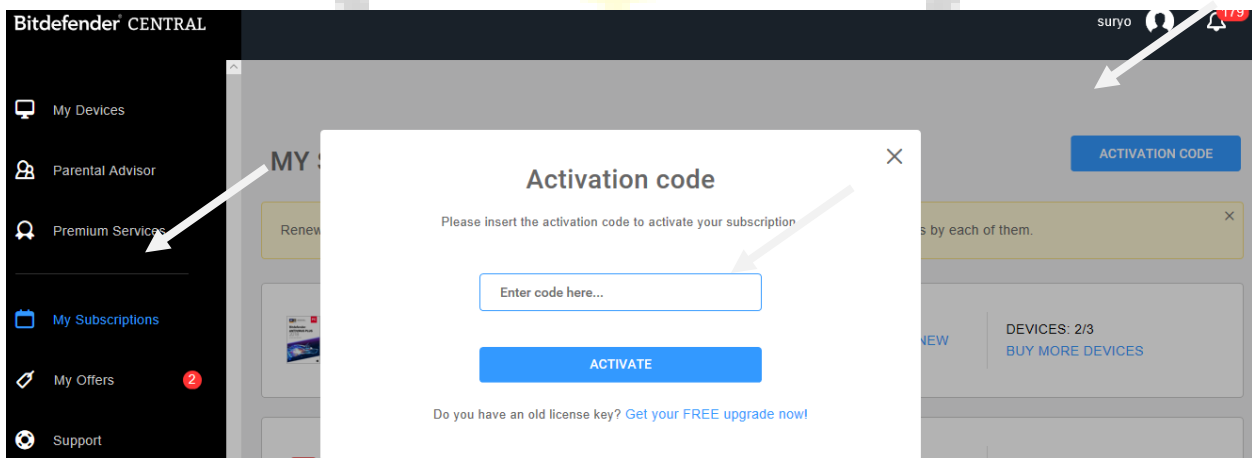 Bitdefender CENTRAL
suryo
179
My Devices
Parental Advisor
Premium Services
My Subscriptions
My Offers
2
Support
MY
ACTIVATION CODE
Renew
s by each of them.
DEVICES: 2/3
BUY MORE DEVICES
Activation code
Please insert the activation code to activate your subscription
Enter code here...
ACTIVATE
Do you have an old license key? Get your FREE upgrade now!